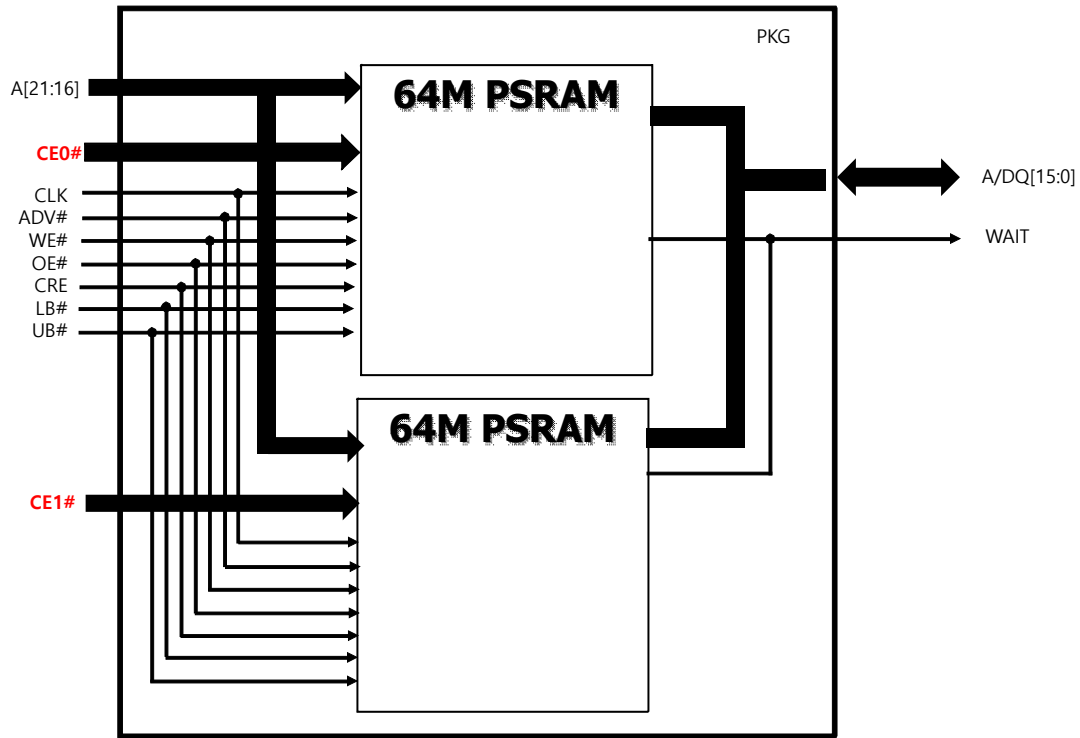 PKG
A[21:16]
64M PSRAM
CE0#
CLK
ADV#
WE#
OE#
CRE
LB#
UB#
A/DQ[15:0]
WAIT
64M PSRAM
CE1#